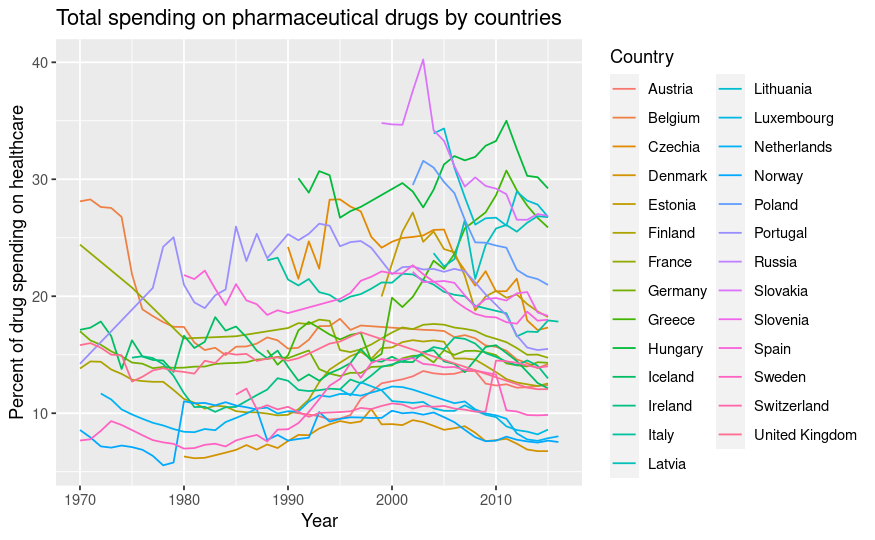 Total spending on pharmaceutical drugs by countries
Percent of drug spending on healthcare
40
30
20
10
1970 1980 1990 2000 2010
Year
Country
Austria
Belgium
Czechia
Denmark
Estonia
Finland
France
Germany
Greece
Hungary
Iceland
Ireland
Italy
Latvia
Lithuania
Luxembourg
Netherlands
Norway
Poland
Portugal
Russia
Slovakia
Slovenia
Spain
Sweden
Switzerland
United Kingdom